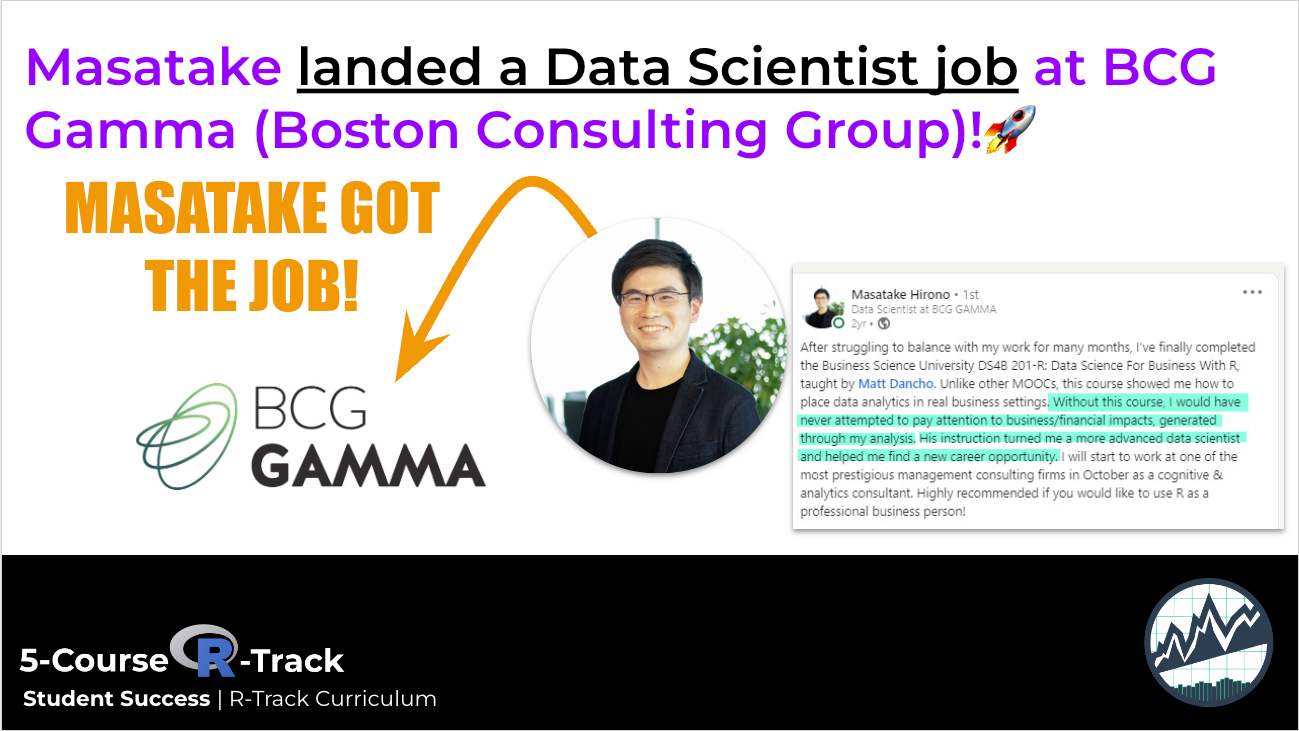 Masatake landed a Data Scientist job at BCG
Gamma (Boston Consulting Group)!🚀
MASATAKE GOT
THE JOB!
BCG
GAMMA
Masatake Hirono • 1st
Data Scientist at BCG GAMMA
2yr •
After struggling to balance with my work for many months, I've finally completed
the Business Science University DS4B 201-R: Data Science For Business With R,
taught by Matt Dancho. Unlike other MOOCs, this course showed me how to
place data analytics in real business settings. Without this course, I would have
never attempted to pay attention to business/financial impacts, generated
through my analysis. His instruction turned me a more advanced data scientist
and helped me find a new career opportunity. I will start to work at one of the
most prestigious management consulting firms in October as a cognitive &
analytics consultant. Highly recommended if you would like to use R as a
professional business person!
5-Course R-Track
Student Success | R-Track Curriculum